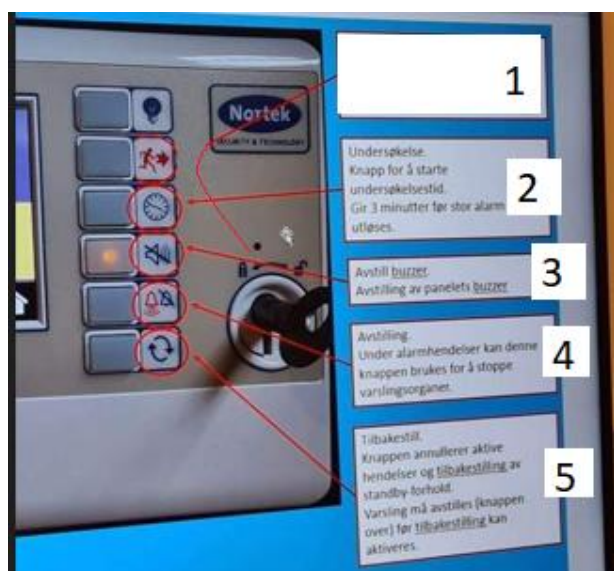 Nortek
SECURITY & TECHNOLOGY
1
Undersøkelse.
Knapp for å starte
undersøkelsestid.
Gir 3 minutter før stor alarm
utløses.
2
Avstill buzzer.
Avstilling av panelets buzzer
3
Avstilling.
Under alarmhendelser kan denne
knappen brukes for å stoppe
varslingsorganer.
4
Tilbakestill.
Knappen annullerer aktive
hendelser og tilbakestilling av
standby-forhold.
Varsling må avstilles (knappen
over) før tilbakestilling kan
aktiveres.
5